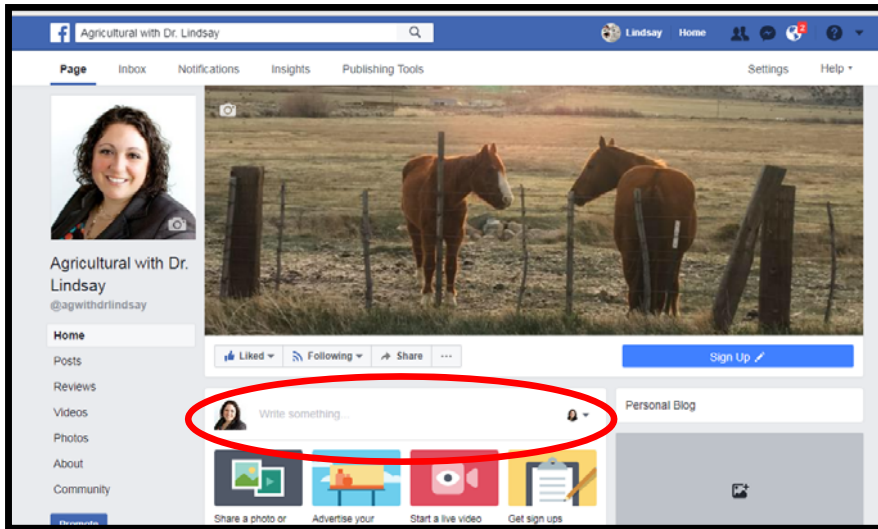 f Agricultural with Dr. Lindsay Lindsay Home 2
Page Inbox Notifications Insights Publishing Tools Settings Help
Agricultural with Dr.
Lindsay
@agwithdrlindsay
Home
Posts
Reviews
Videos
Photos
About
Community
Promote
Liked Following Share ... Sign Up
Write something...
Personal Blog
Share a photo or Advertise your Start a live video Get sign ups